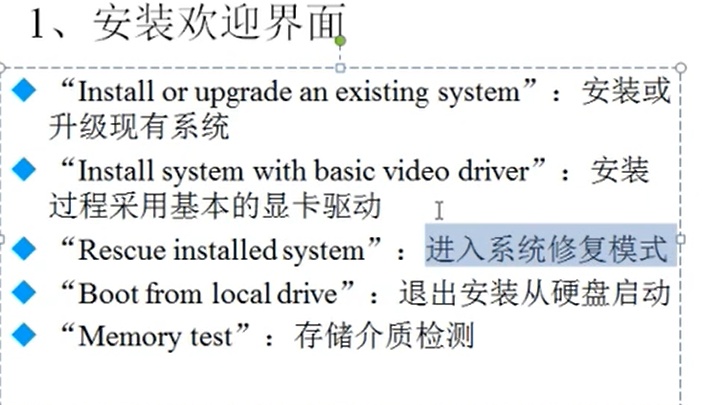 1、安装欢迎界面
“Install or upgrade an existing system”：安装或
升级现有系统
“Install system with basic video driver”：安装
过程采用基本的显卡驱动
“Rescue installed system”：进入系统修复模式
“Boot from local drive”：退出安装从硬盘启动
“Memory test”：存储介质检测